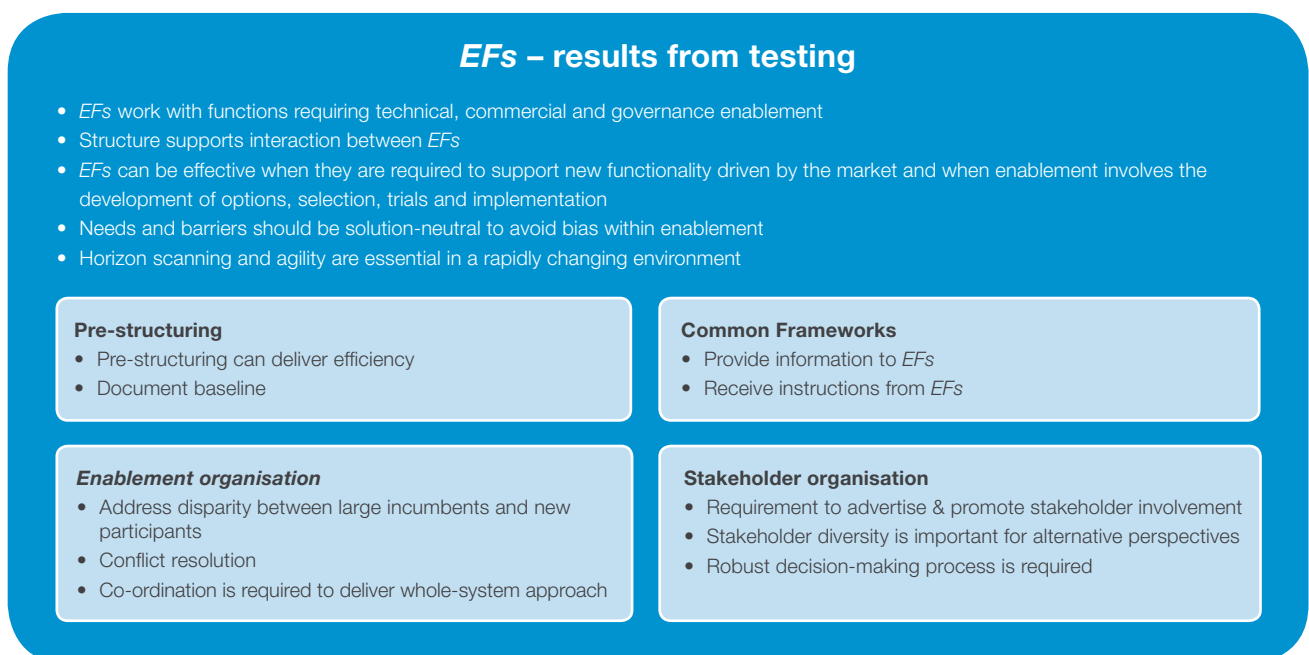 EFs – results from testing
• EFs work with functions requiring technical, commercial and governance enablement
• Structure supports interaction between EFs
• EFs can be effective when they are required to support new functionality driven by the market and when enablement involves the
development of options, selection, trials and implementation
• Needs and barriers should be solution-neutral to avoid bias within enablement
• Horizon scanning and agility are essential in a rapidly changing environment
Pre-structuring
• Pre-structuring can deliver efficiency
• Document baseline
Common Frameworks
• Provide information to EFs
• Receive instructions from EFs
Enablement organisation
• Address disparity between large incumbents and new
participants
• Conflict resolution
• Co-ordination is required to deliver whole-system approach
Stakeholder organisation
• Requirement to advertise & promote stakeholder involvement
• Stakeholder diversity is important for alternative perspectives
• Robust decision-making process is required